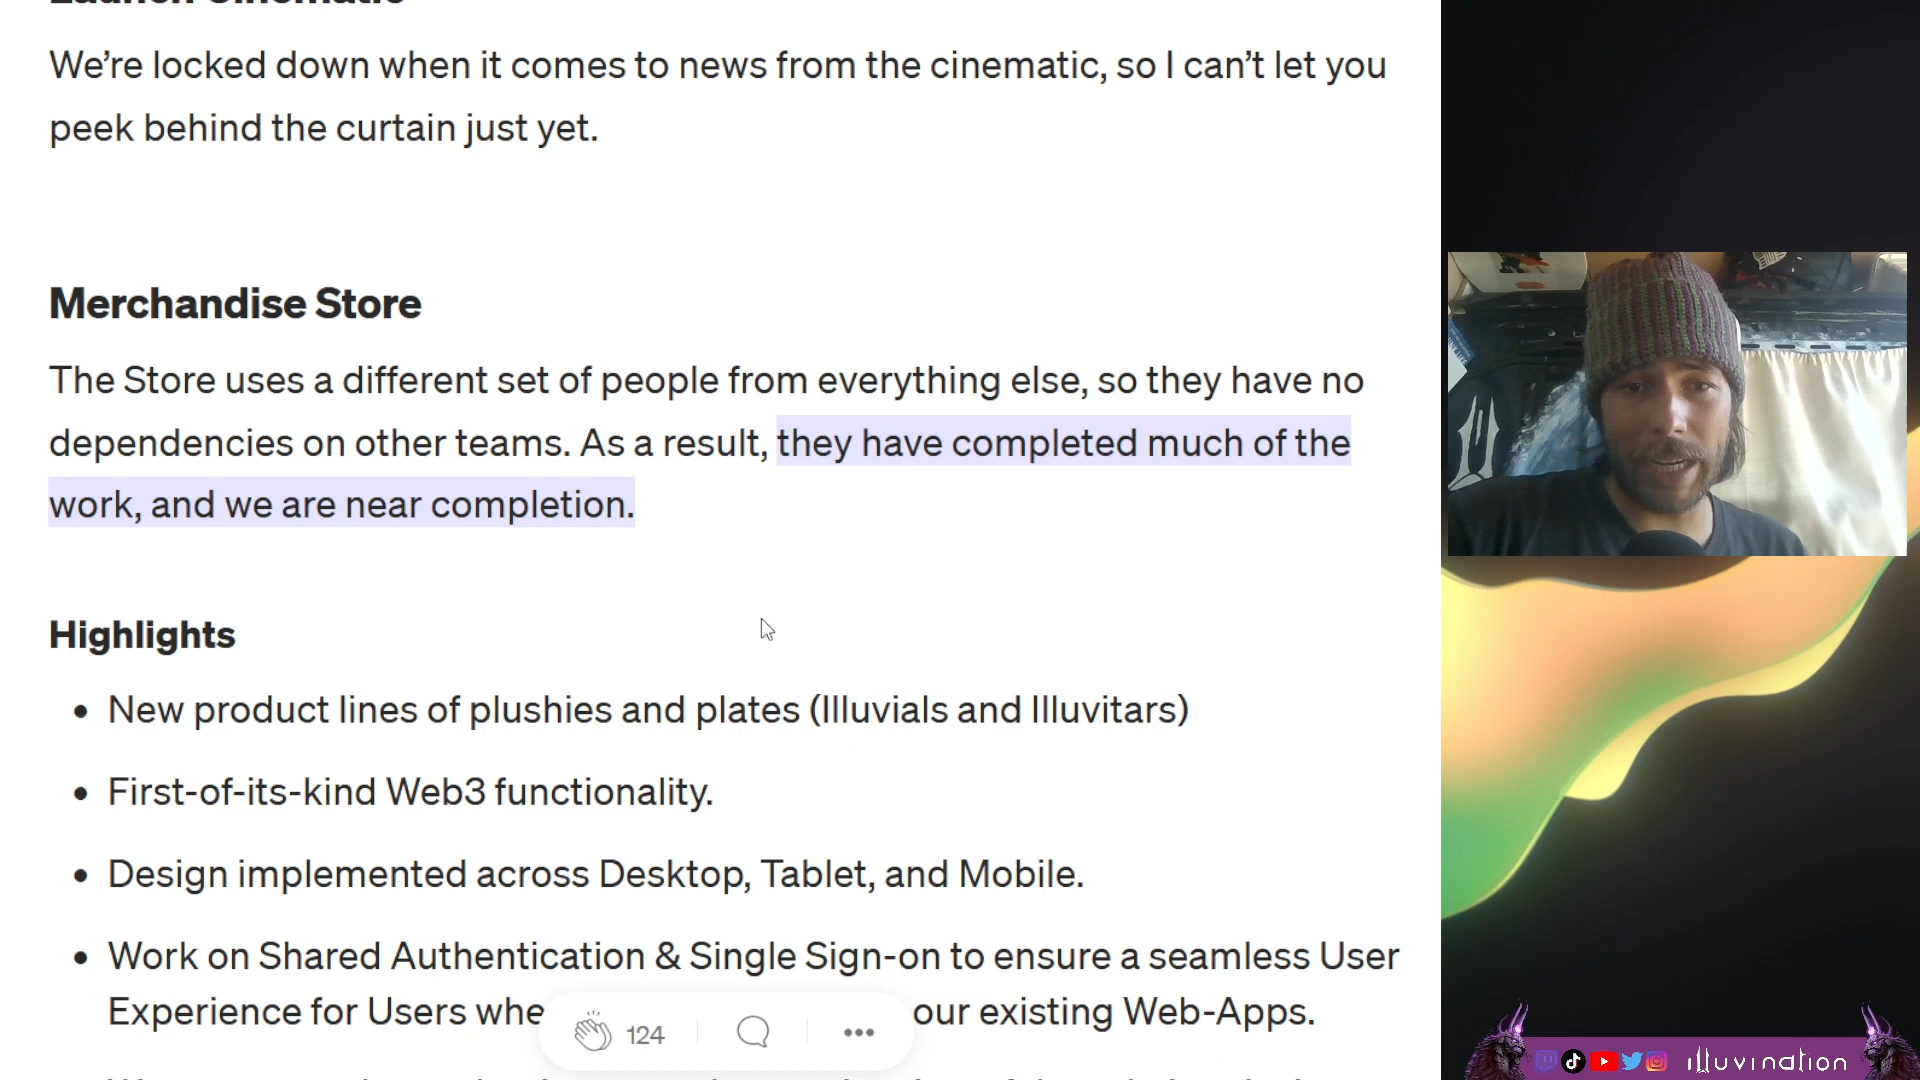 Launch Cinematic
We're locked down when it comes to news from the cinematic, so I can't let you
peek behind the curtain just yet.
Merchandise Store
The Store uses a different set of people from everything else, so they have no
dependencies on other teams. As a result, they have completed much of the
work, and we are near completion.
Highlights
• New product lines of plushies and plates (Illuvials and Illuvitars)
• First-of-its-kind Web3 functionality.
• Design implemented across Desktop, Tablet, and Mobile.
• Work on Shared Authentication & Single Sign-on to ensure a seamless User
Experience for Users whe our existing Web-Apps.
124
illuvination